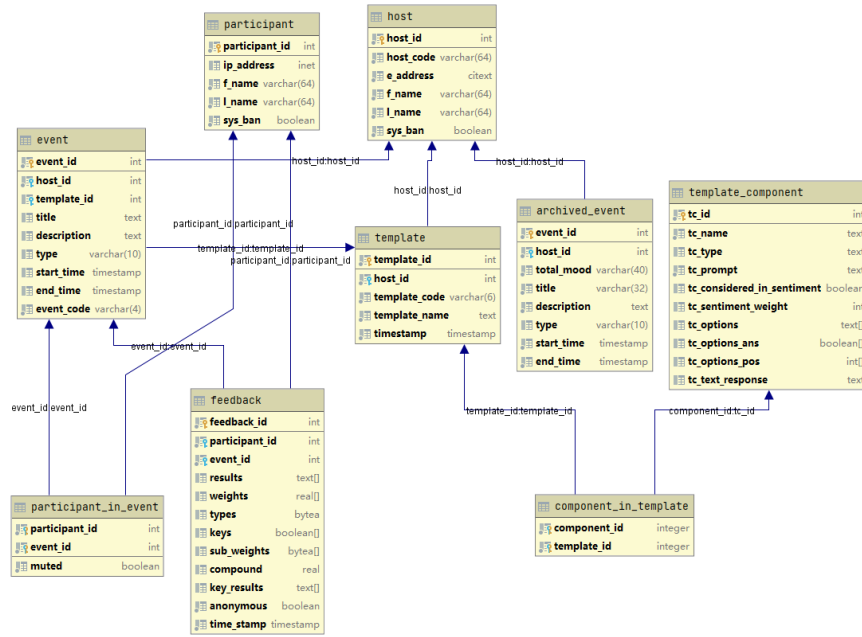 participant
participant_id int
ip_address inet
f_name varchar(64)
l_name varchar(64)
sys_ban boolean
host
host_id int
host_code varchar(64)
e_address citext
f_name varchar(64)
l_name varchar(64)
sys_ban boolean
event
event_id int
host_id int
template_id int
title text
description text
type varchar(10)
start_time timestamp
end_time timestamp
event_code varchar(4)
host_id:host_id
host_id:host_id
host_id:host_id
participant_id:participant_id
template_id:template_id
participant_id:participant_id
template
template_id int
host_id int
template_code varchar(6)
template_name text
timestamp timestamp
archived_event
event_id int
host_id int
total_mood varchar(40)
title varchar(32)
description text
type varchar(10)
start_time timestamp
end_time timestamp
template_component
tc_id int
tc_name text
tc_type text
tc_prompt text
tc_considered_in_sentiment boolean
tc_sentiment_weight int
tc_options text[]
tc_options_ans boolean[]
tc_options_pos int[]
tc_text_response text
event_id:event_id
event_id:event_id
template_id:template_id
component_id:tc_id
feedback
feedback_id int
participant_id int
event_id int
results text[]
weights real[]
types bytea
keys boolean[]
sub_weights bytea[]
compound real
key_results text[]
anonymous boolean
time_stamp timestamp
participant_in_event
participant_id int
event_id int
muted boolean
component_in_template
component_id integer
template_id integer